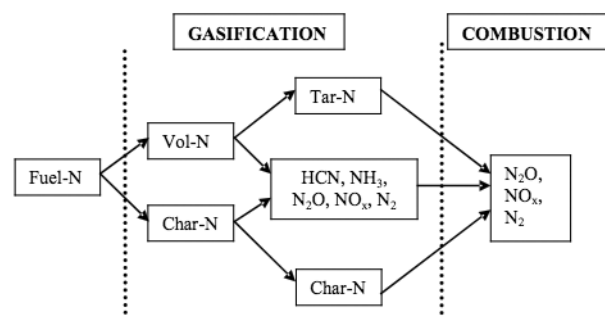 GASIFICATION
COMBUSTION
Tar-N
Vol-N
Fuel-N
HCN, NH₃,
N₂O, NOₓ, N₂
N₂O,
NOₓ,
N₂
Char-N
Char-N